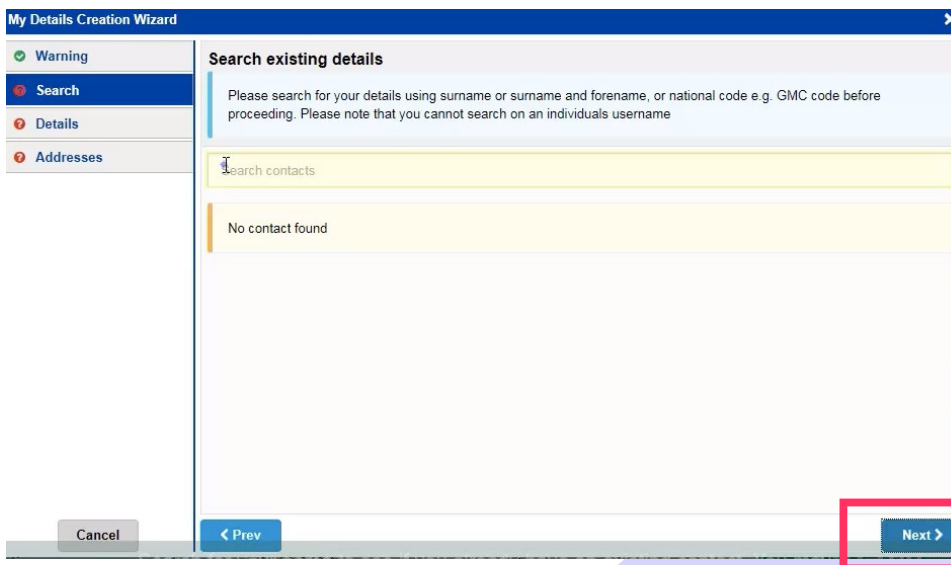 My Details Creation Wizard
Warning
Search
Details
Addresses
Search existing details
Please search for your details using surname or surname and forename, or national code e.g. GMC code before
proceeding. Please note that you cannot search on an individuals username
Search contacts
No contact found
Cancel
Prev
Next